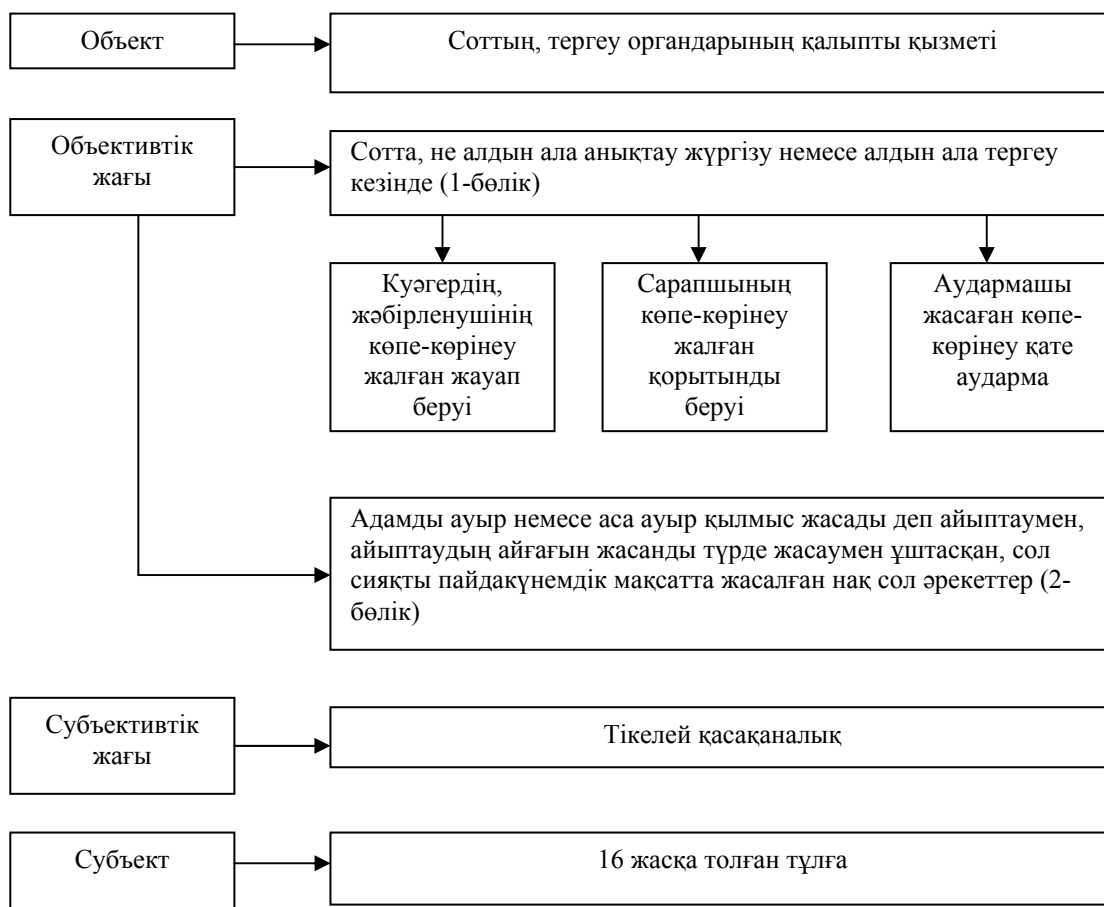 Объект
Соттың, тергеу органдарының қалыпты қызметі
Объективтік
жағы
Сотта, не алдын ала анықтау жүргізу немесе алдын ала тергеу
кезінде (1-бөлік)
Куәгердің,
жәбірленушінің
көпе-көрінеу
жалған жауап
беруі
Сарапшының
көпе-көрінеу
жалған
қорытынды
беруі
Аудармашы
жасаған көпе-
көрінеу қате
аударма
Адамды ауыр немесе аса ауыр қылмыс жасады деп айыптаумен,
айыптаудың айғағын жасанды түрде жасаумен ұштасқан, сол
сияқты пайдакүнемдік мақсатта жасалған нақ сол әрекеттер (2-
бөлік)
Субъективтік
жағы
Тікелей қасақаналық
Субъект
16 жасқа толған тұлға